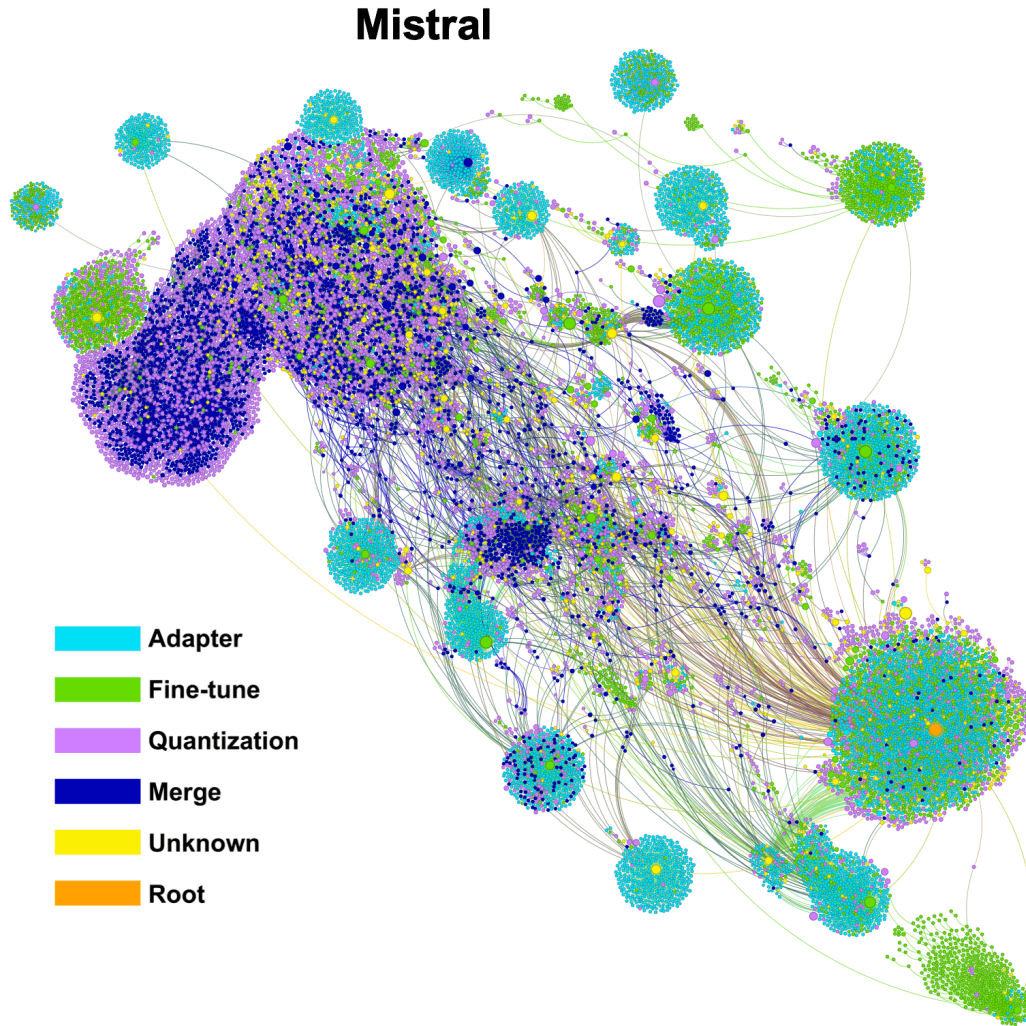 Mistral
Adapter
Fine-tune
Quantization
Merge
Unknown
Root